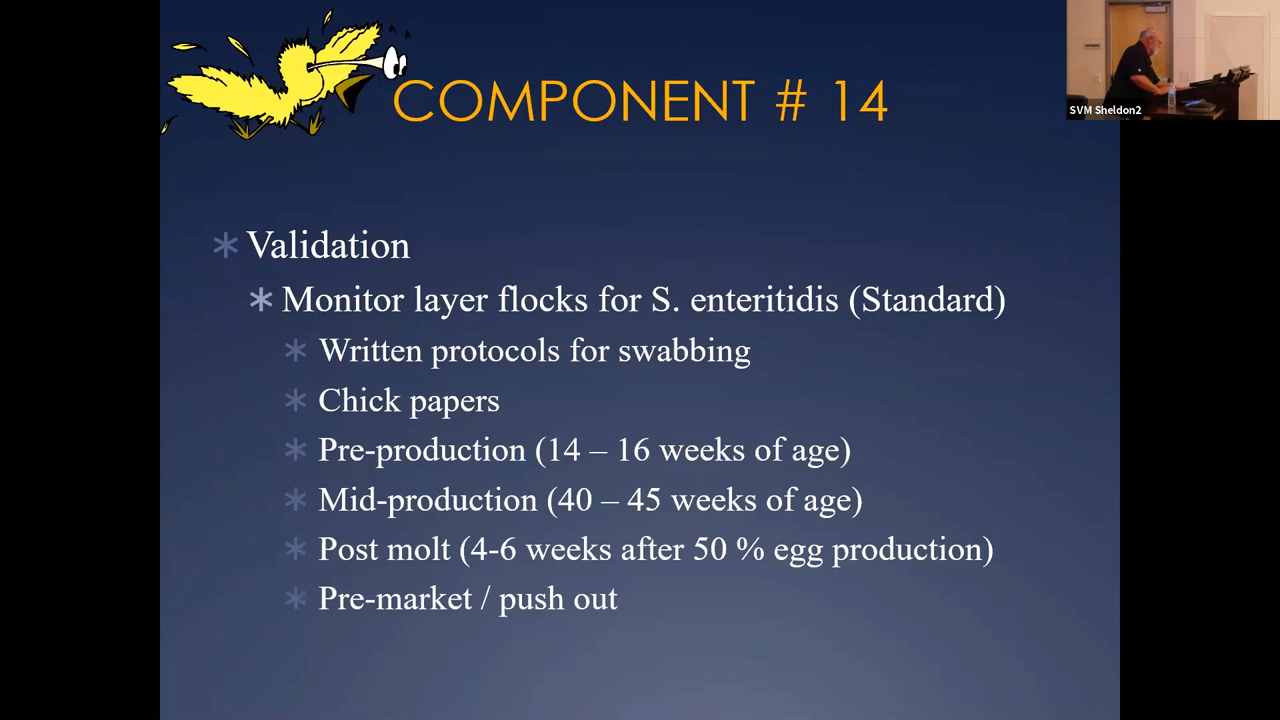 COMPONENT # 14
SVM Sheldon2
Validation
Monitor layer flocks for S. enteritidis (Standard)
Written protocols for swabbing
Chick papers
Pre-production (14 – 16 weeks of age)
Mid-production (40 – 45 weeks of age)
Post molt (4-6 weeks after 50 % egg production)
Pre-market / push out